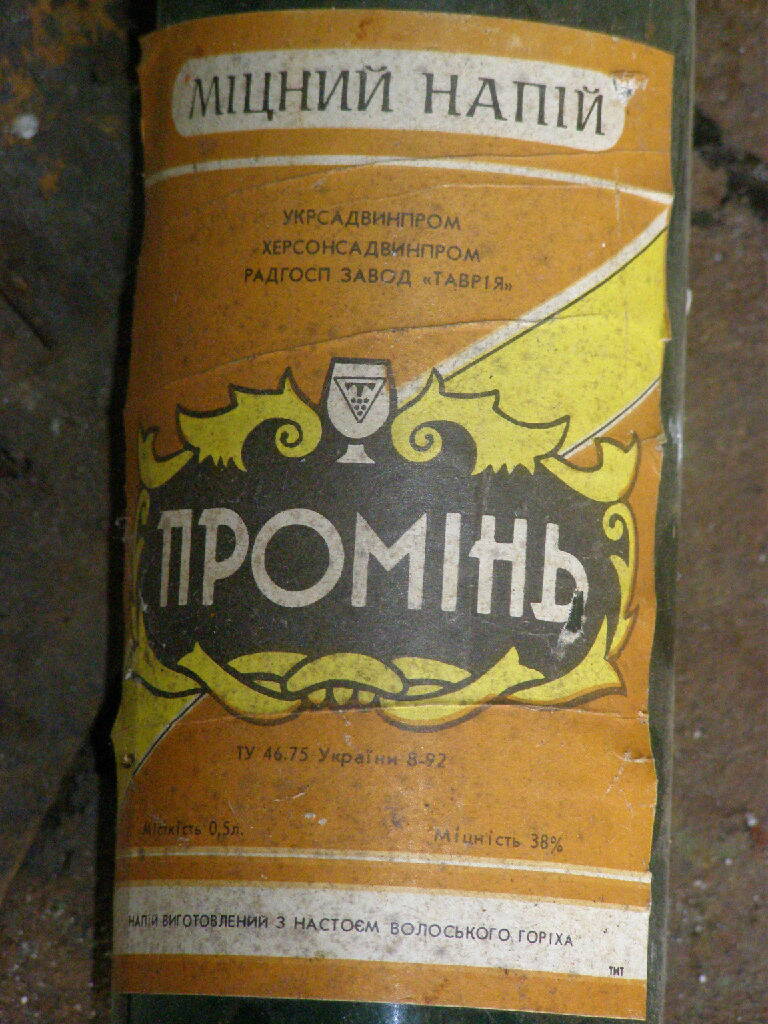 МІЦНИЙ НАПІЙ
УКРСАДВИНПРОМ
ХЕРСОНСАДВИНПРОМ
РАДГОСП ЗАВОД «ТАВРІЯ»
Т
ПРОМІНЬ
ТУ 46.75 України 8-92
Місткість 0,5л.
Міцність 38%
НАПІЙ ВИГОТОВЛЕНИЙ З НАСТОЄМ ВОЛОСЬКОГО ГОРІХА
ТИТ